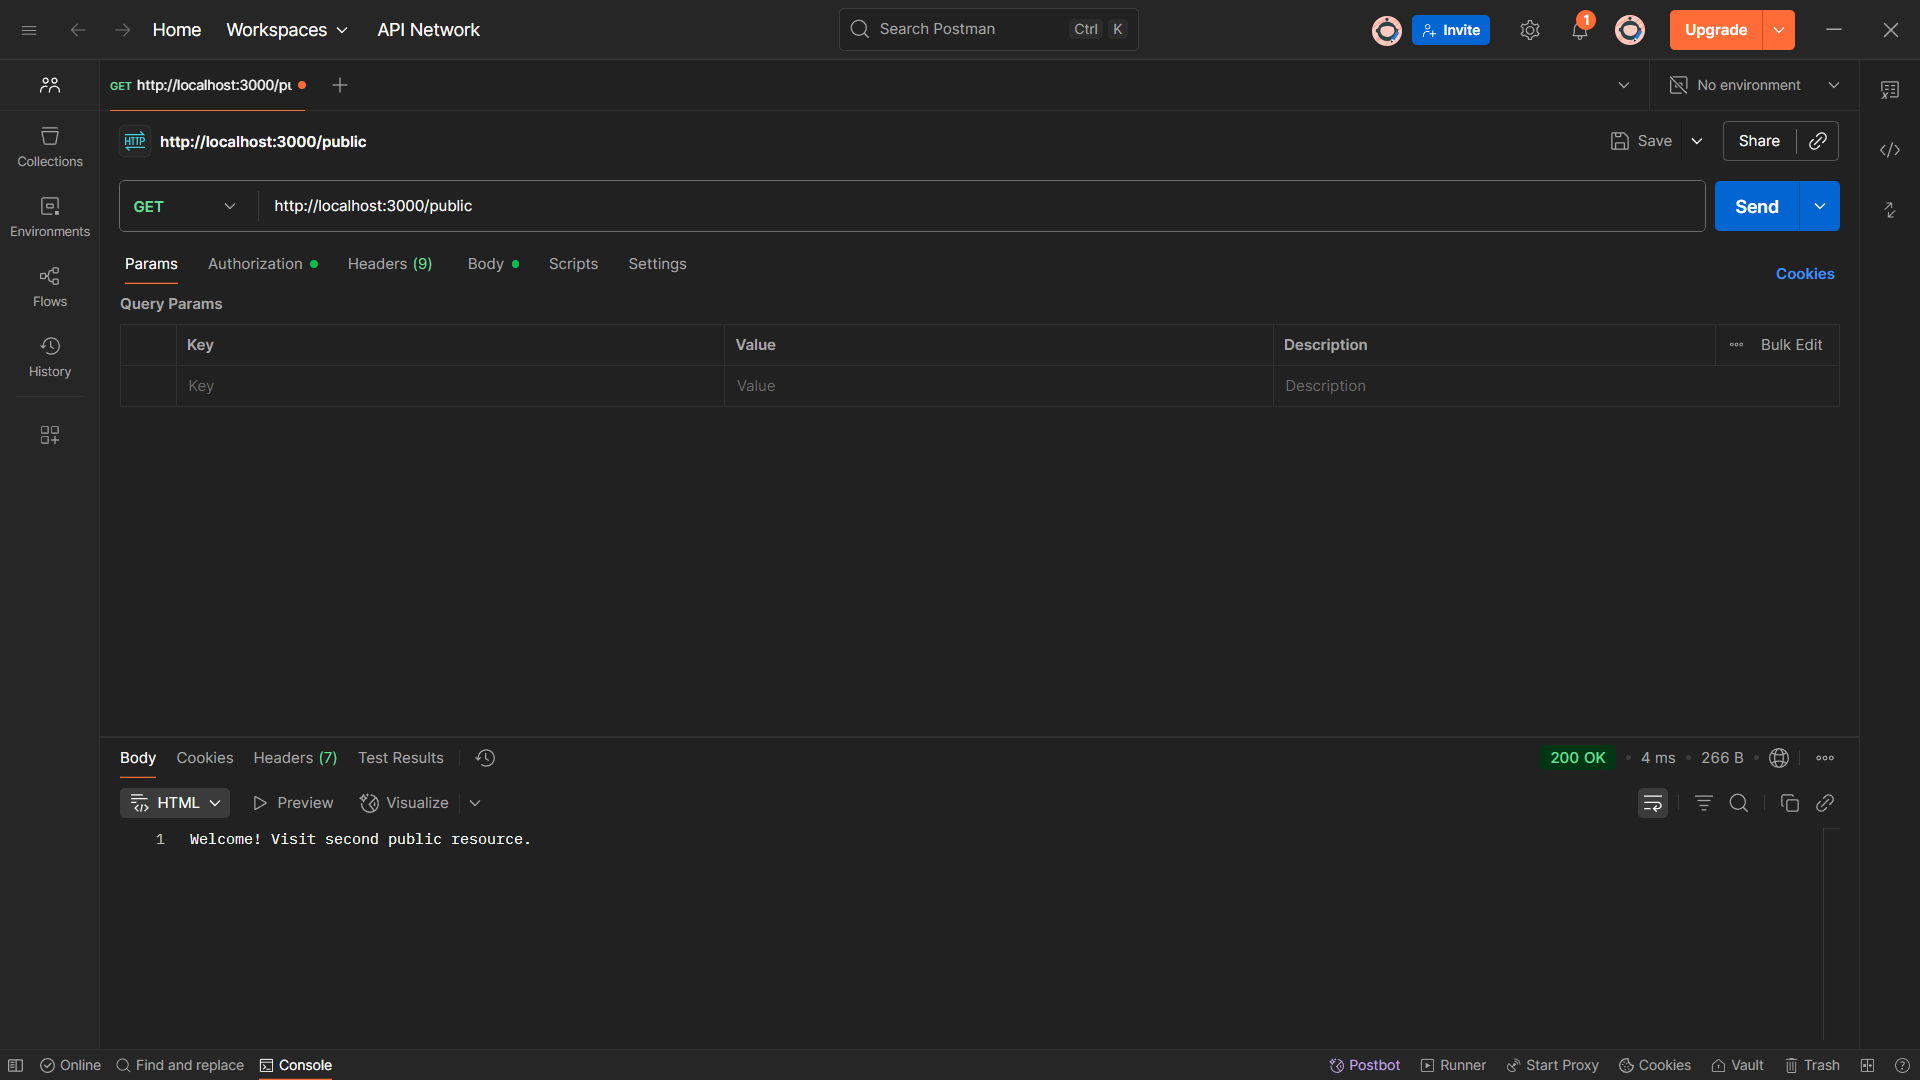 Home Workspaces API Network Search Postman Ctrl K Invite 1 Upgrade
GET http://localhost:3000/pu No environment
HTTP http://localhost:3000/public Save Share
GET http://localhost:3000/public Send
Collections
Environments
Flows
History
Params Authorization Headers (9) Body Scripts Settings Cookies
Query Params
Key Value Description Bulk Edit
Key Value Description
Body Cookies Headers (7) Test Results 200 OK 4 ms 266 B
HTML Preview Visualize
1 Welcome! Visit second public resource.
Online Find and replace Console Postbot Runner Start Proxy Cookies Vault Trash